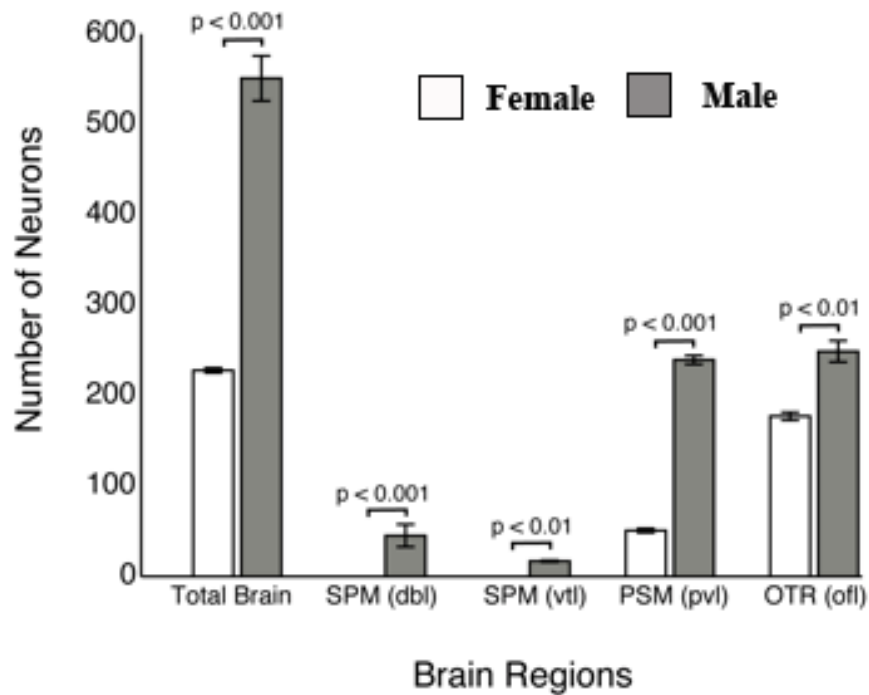 600
500
400
300
200
100
0
Number of Neurons
p < 0.001
p < 0.001
p < 0.01
p < 0.001
p < 0.01
Female Male
Total Brain SPM (dbl) SPM (vtl) PSM (pvl) OTR (ofl)
Brain Regions